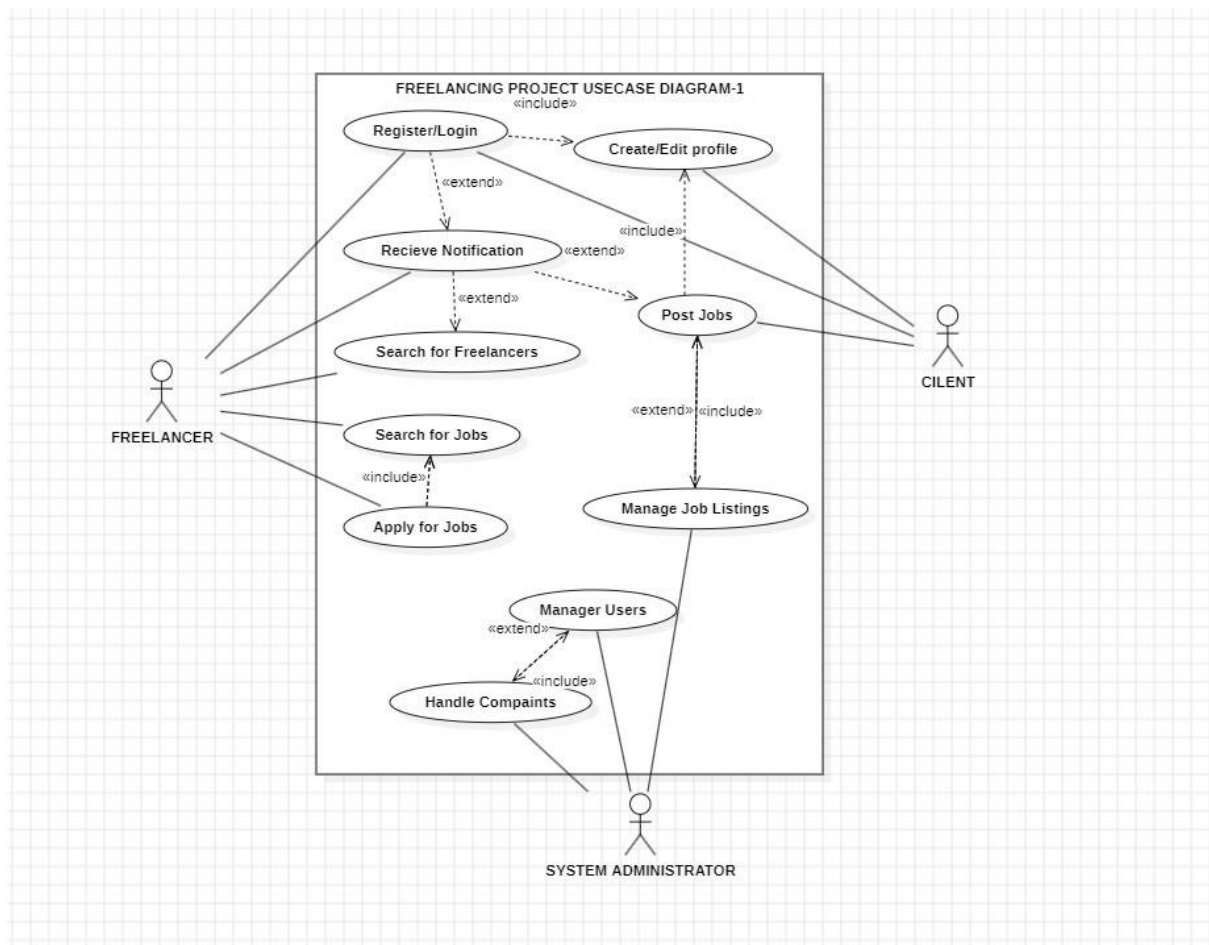 FREELANCING PROJECT USECASE DIAGRAM-1
«include»
Register/Login
Create/Edit profile
«extend»
«include»
Recieve Notification
«extend»
«extend»
Post Jobs
Search for Freelancers
CILENT
FREELANCER
«extend»
«include»
Search for Jobs
«include»
Manage Job Listings
Apply for Jobs
Manager Users
«extend»
«include»
Handle Compaints
SYSTEM ADMINISTRATOR